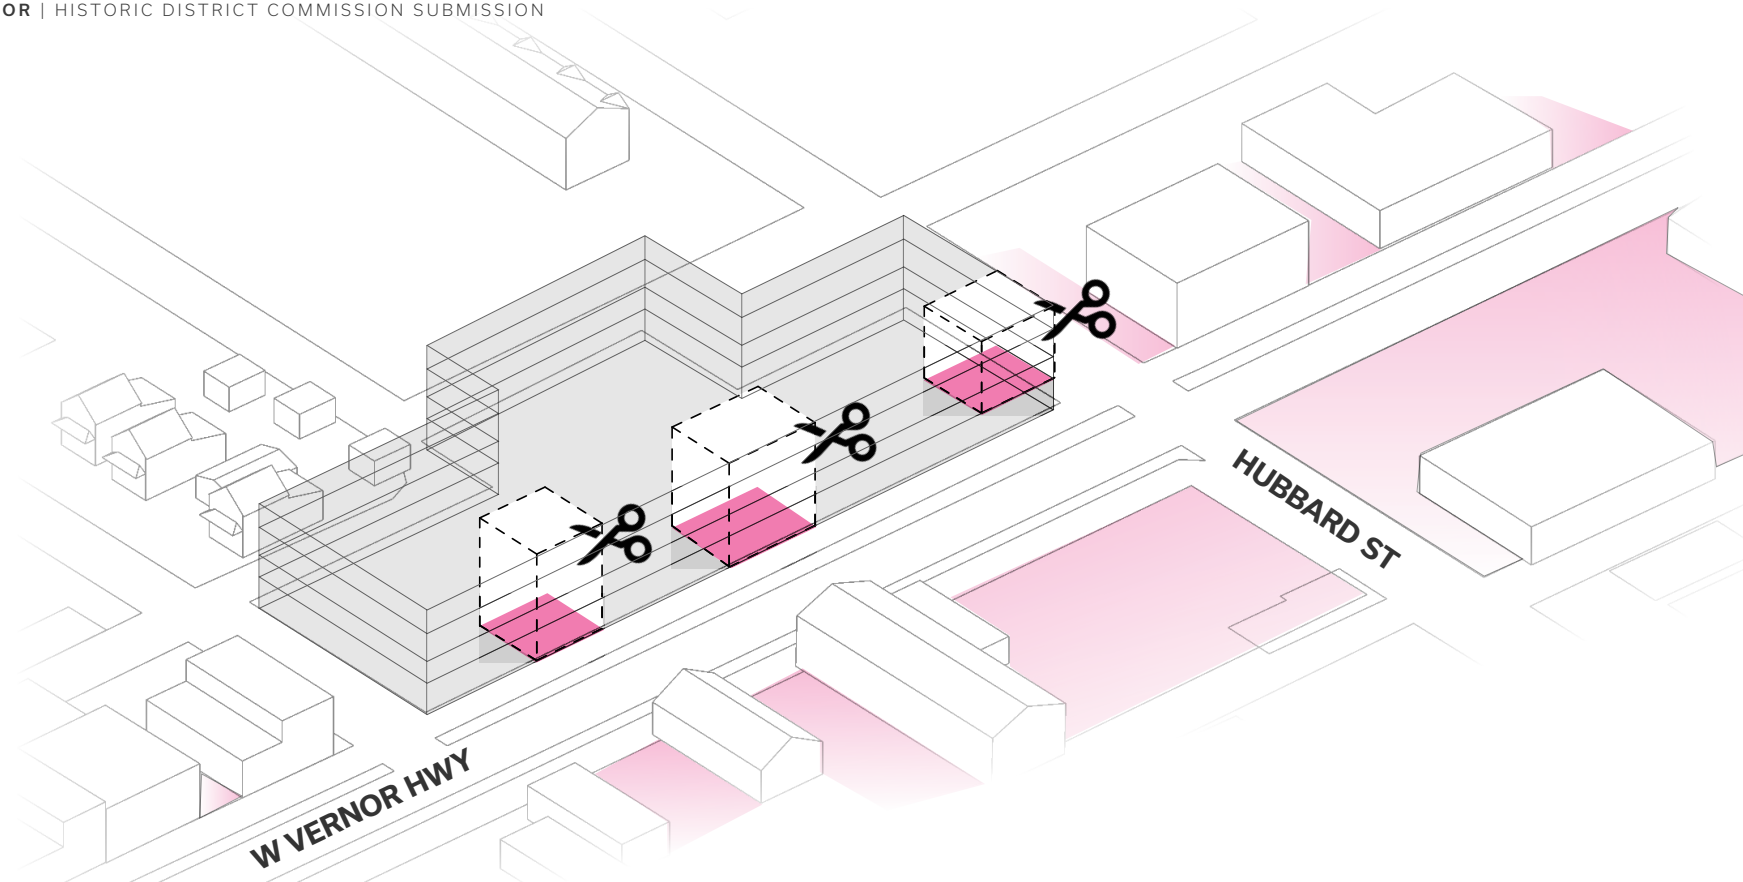 OR | HISTORIC DISTRICT COMMISSION SUBMISSION
HUBBARD ST
W VERNOR HWY